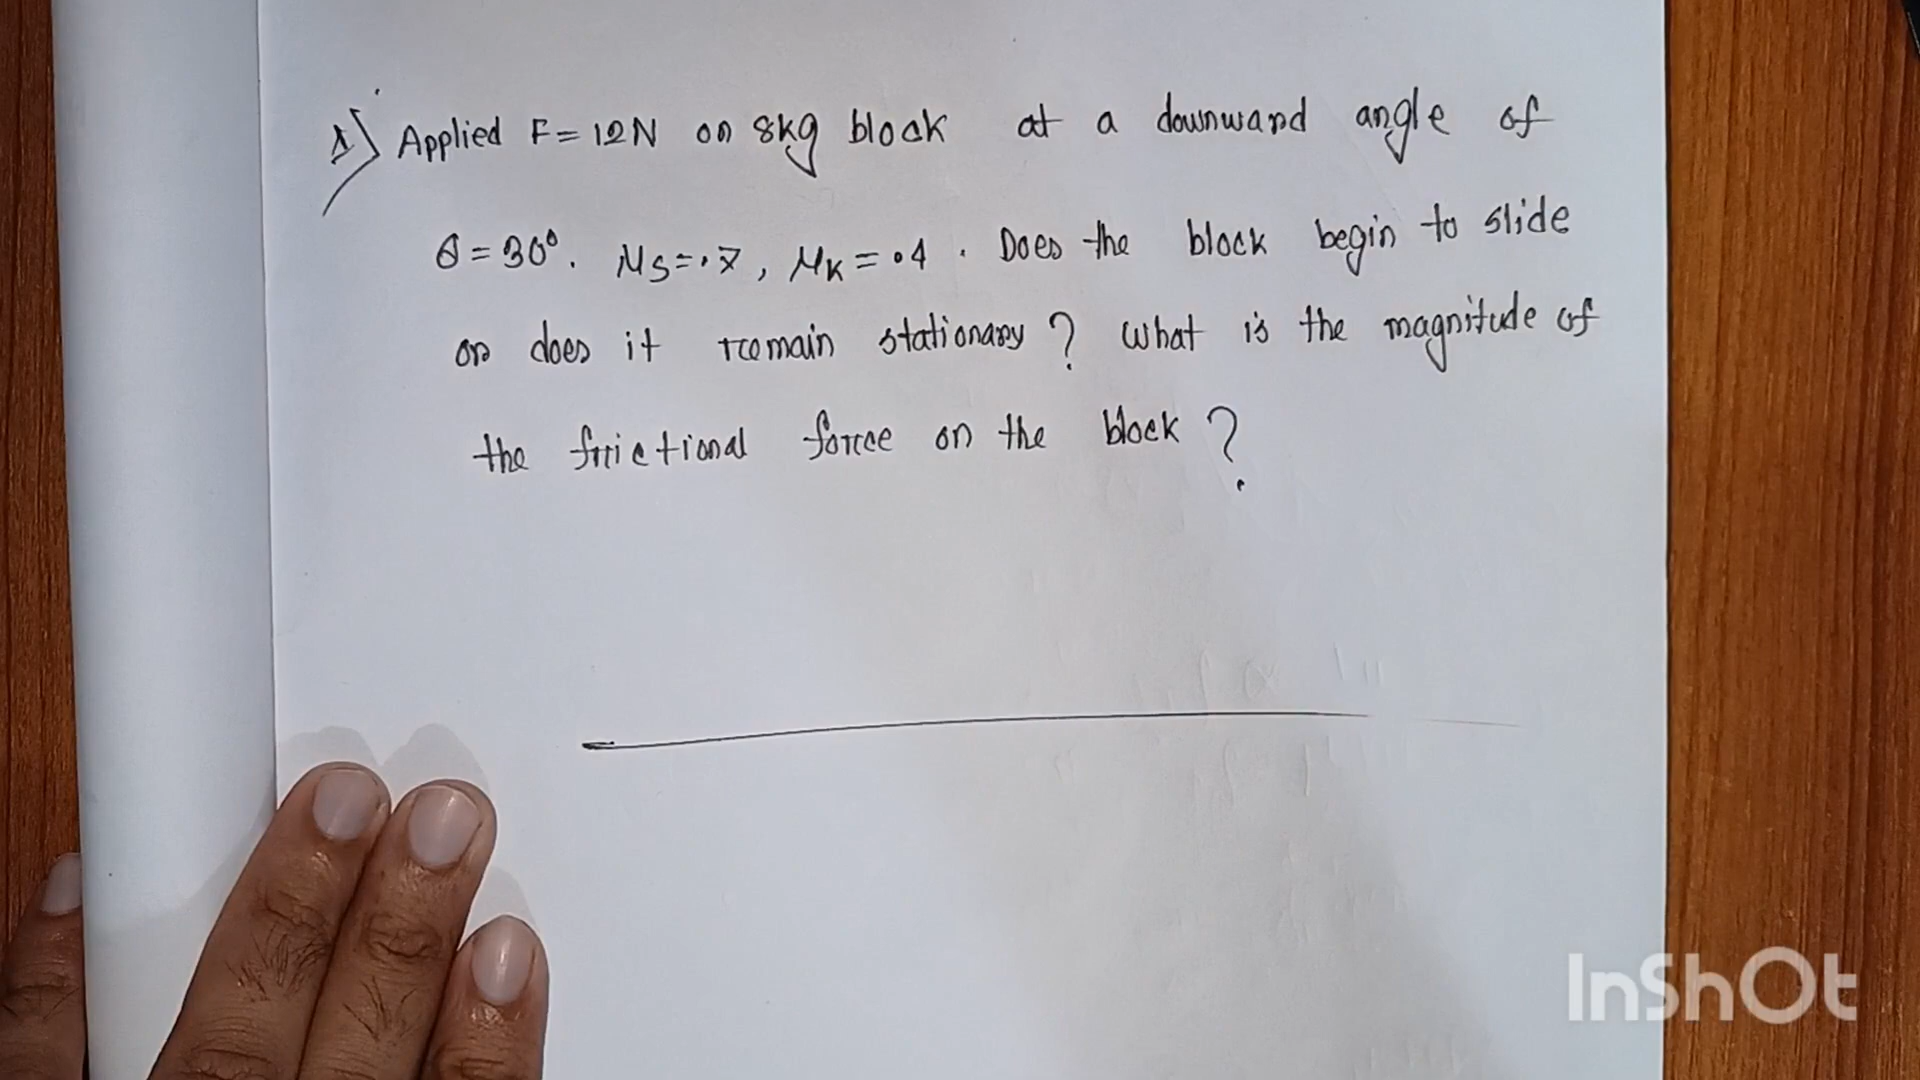 1) Applied F=12N on 8kg block at a downward angle of
θ=30°. μs=.7, μk=.4. Does the block begin to slide
or does it remain stationary? What is the magnitude of
the frictional force on the block?
InShOt